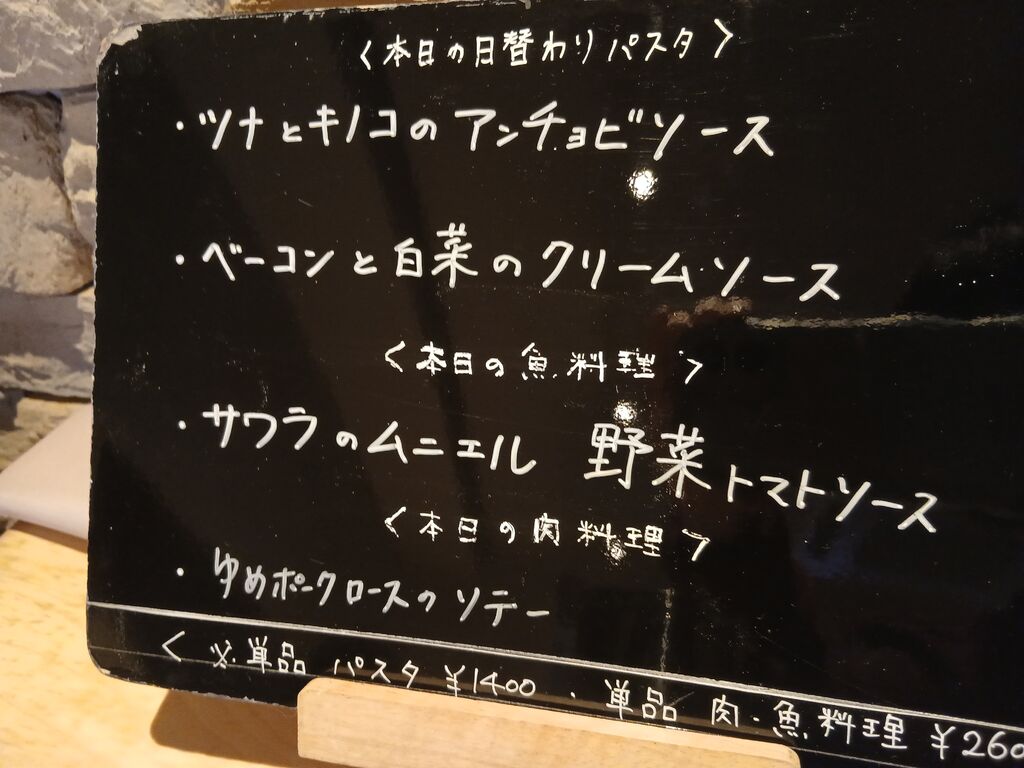 〈本日の日替わりパスタ〉
・ツナとキノコのアンチョビソース
・ベーコンと白菜のクリームソース
〈本日の魚料理〉
・サワラのムニエル 野菜トマトソース
〈本日の肉料理〉
・ゆめポークロースのソテー
〈 ※単品 パスタ ¥1400 ・ 単品 肉・魚料理 ¥260